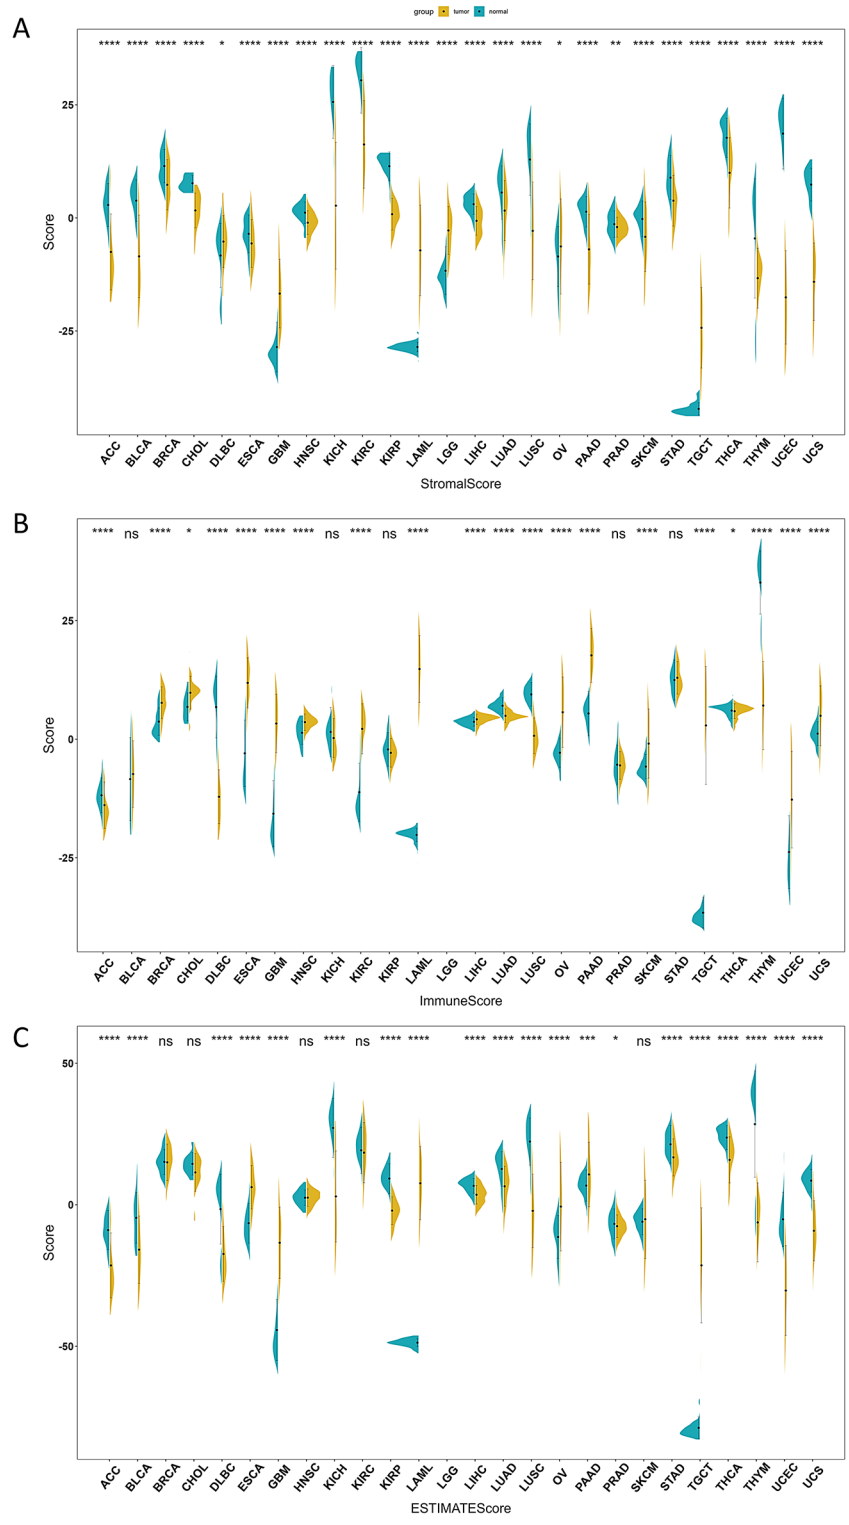 group tumor normal
A
**** **** **** **** * **** **** **** **** **** **** **** **** **** **** **** * **** ** **** **** **** **** **** **** ****
25
0
-25
Score
ACC BLCA BRCA CHOL DLBC ESCA GBM HNSC KICH KIRC KIRP LAML LGG LIHC LUAD LUSC OV PAAD PRAD SKCM STAD TGCT THCA THYM UCEC UCS
StromalScore
B
**** ns **** * **** **** **** **** ns **** ns **** **** **** **** **** **** ns **** ns **** * **** **** ****
25
0
-25
Score
ACC BLCA BRCA CHOL DLBC ESCA GBM HNSC KICH KIRC KIRP LAML LGG LIHC LUAD LUSC OV PAAD PRAD SKCM STAD TGCT THCA THYM UCEC UCS
ImmuneScore
C
**** **** ns ns **** **** **** ns **** ns **** **** **** **** **** **** *** * ns **** **** **** **** **** ****
50
0
-50
Score
ACC BLCA BRCA CHOL DLBC ESCA GBM HNSC KICH KIRC KIRP LAML LGG LIHC LUAD LUSC OV PAAD PRAD SKCM STAD TGCT THCA THYM UCEC UCS
ESTIMATEScore